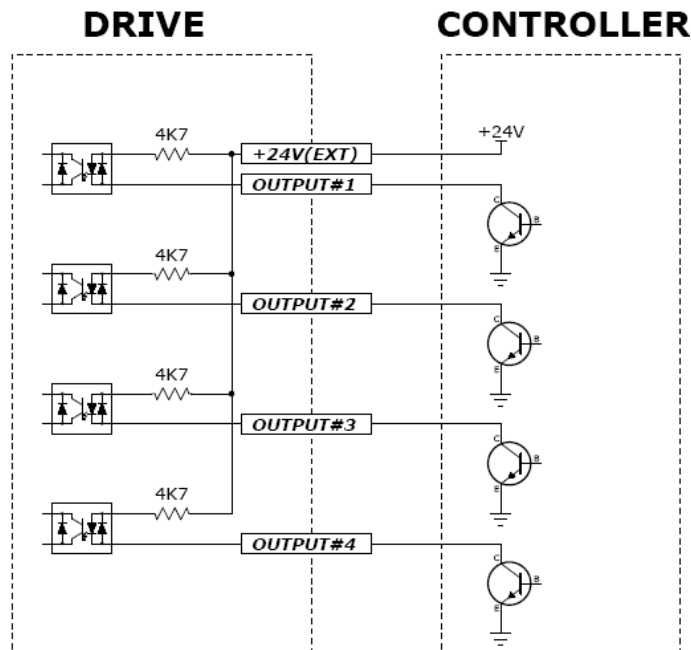 DRIVE CONTROLLER
4K7 +24V(EXT) +24V
OUTPUT#1
C
B
E
4K7
OUTPUT#2
C
B
E
4K7
OUTPUT#3
C
B
E
4K7
OUTPUT#4
C
B
E